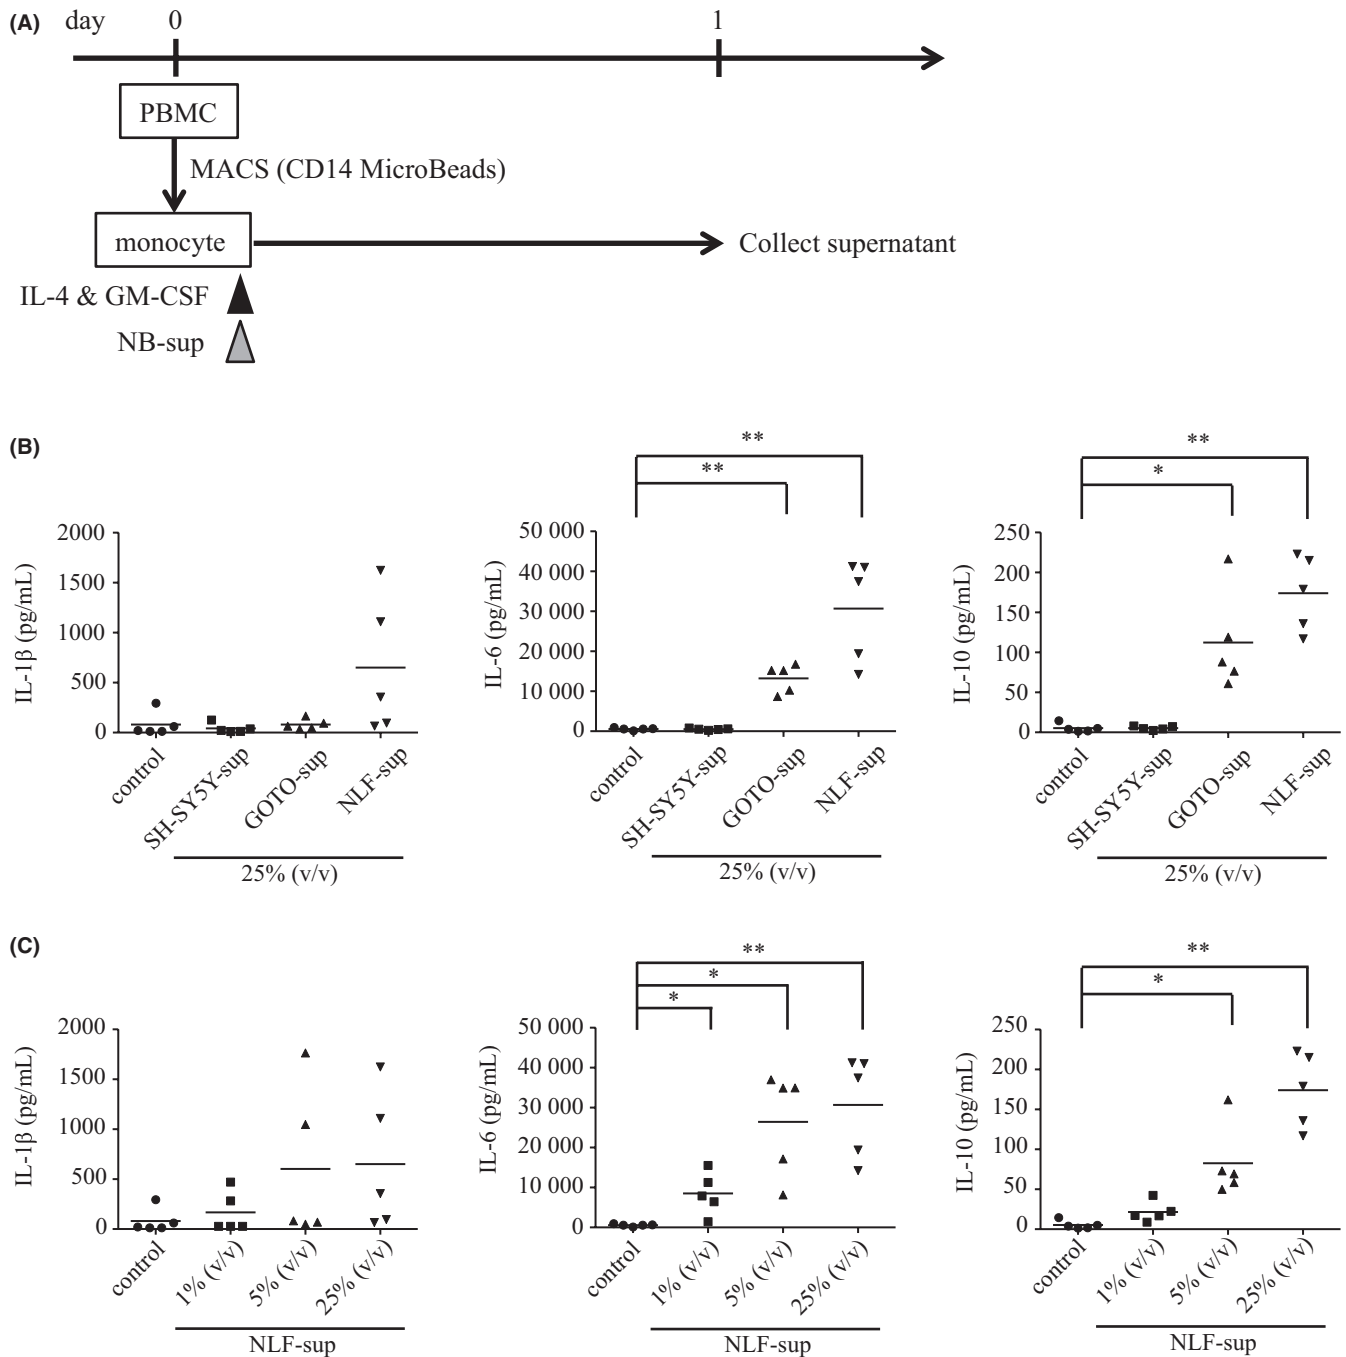 (A) day 0 1
PBMC
MACS (CD14 MicroBeads)
monocyte
Collect supernatant
IL-4 & GM-CSF
NB-sup
(B)
**
**
2000
1500
1000
500
0
IL-1β (pg/mL)
control
SH-SY5Y-sup
GOTO-sup
NLF-sup
25% (v/v)
50 000
40 000
30 000
20 000
10 000
0
IL-6 (pg/mL)
control
SH-SY5Y-sup
GOTO-sup
NLF-sup
25% (v/v)
**
*
250
200
150
100
50
0
IL-10 (pg/mL)
control
SH-SY5Y-sup
GOTO-sup
NLF-sup
25% (v/v)
(C)
2000
1500
1000
500
0
IL-1β (pg/mL)
control
1% (v/v)
5% (v/v)
25% (v/v)
NLF-sup
**
*
*
50 000
40 000
30 000
20 000
10 000
0
IL-6 (pg/mL)
control
1% (v/v)
5% (v/v)
25% (v/v)
NLF-sup
**
*
250
200
150
100
50
0
IL-10 (pg/mL)
control
1% (v/v)
5% (v/v)
25% (v/v)
NLF-sup